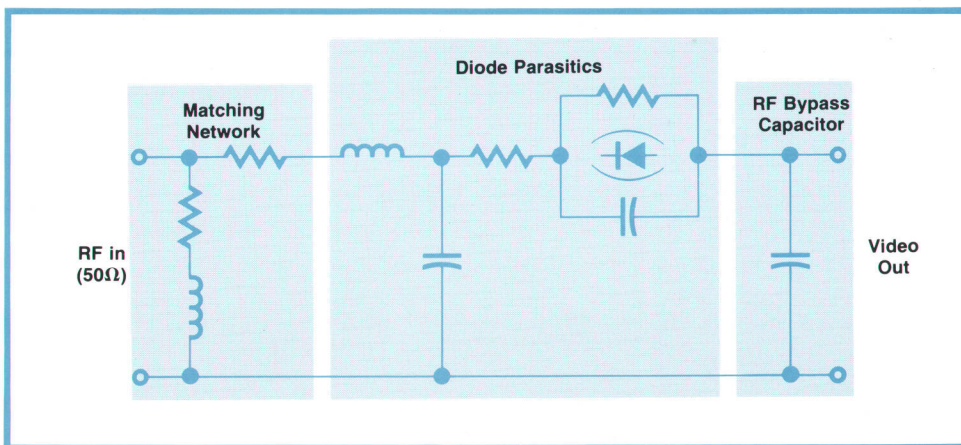 Diode Parasitics
Matching
Network
RF Bypass
Capacitor
RF in
(50Ω)
Video
Out